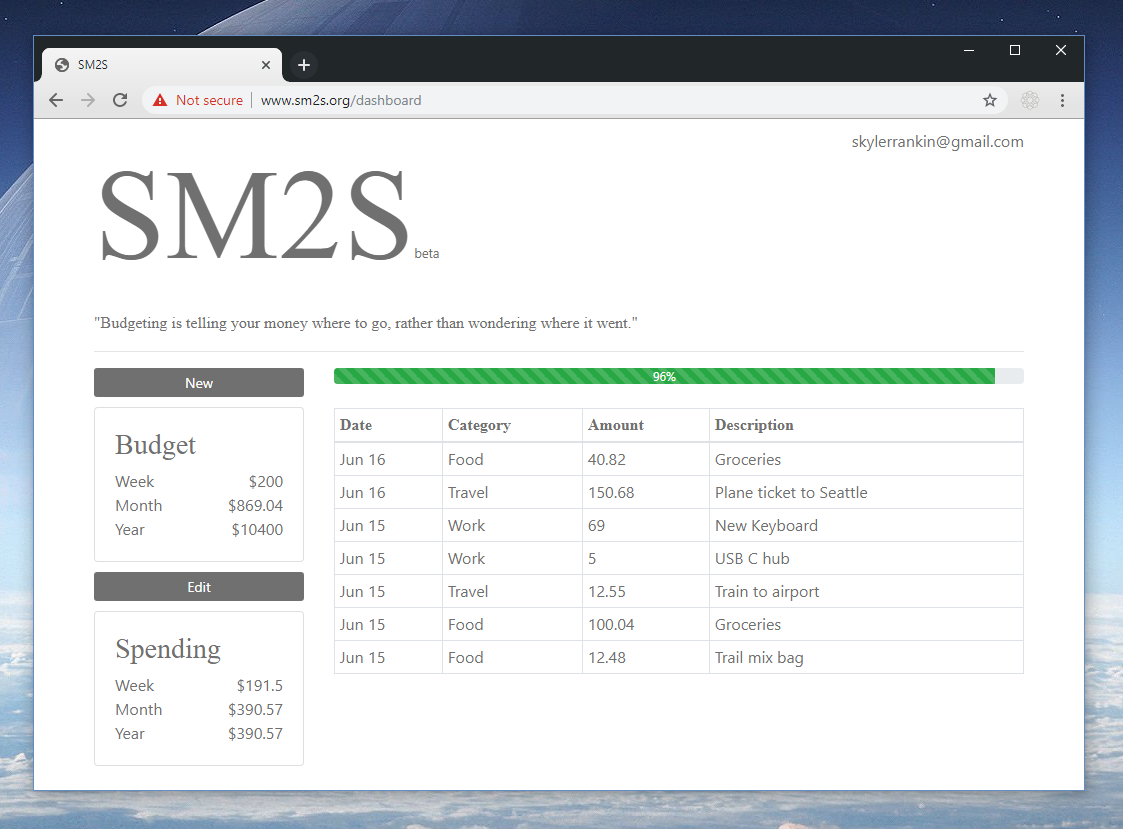 SM2S
Not secure www.sm2s.org/dashboard
skylerrankin@gmail.com
SM2S beta
"Budgeting is telling your money where to go, rather than wondering where it went."
New
Budget
Week $200
Month $869.04
Year $10400
Edit
Spending
Week $191.5
Month $390.57
Year $390.57
96%
Date Category Amount Description
Jun 16 Food 40.82 Groceries
Jun 16 Travel 150.68 Plane ticket to Seattle
Jun 15 Work 69 New Keyboard
Jun 15 Work 5 USB C hub
Jun 15 Travel 12.55 Train to airport
Jun 15 Food 100.04 Groceries
Jun 15 Food 12.48 Trail mix bag